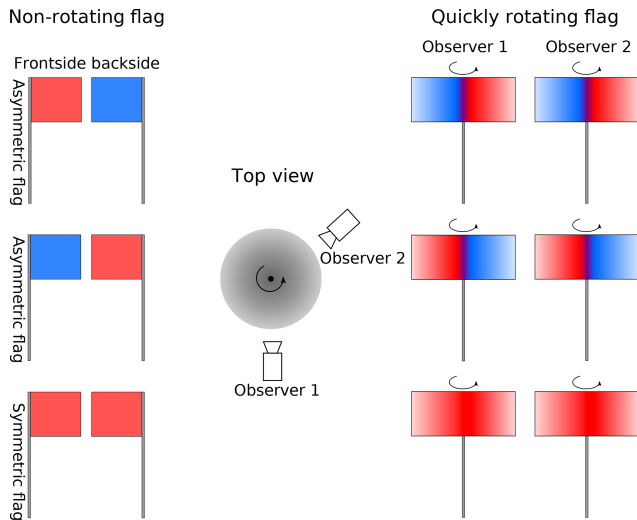 Non-rotating flag
Quickly rotating flag
Frontside backside
Observer 1
Observer 2
Asymmetric flag
Top view
Observer 2
Asymmetric flag
Observer 1
Symmetric flag